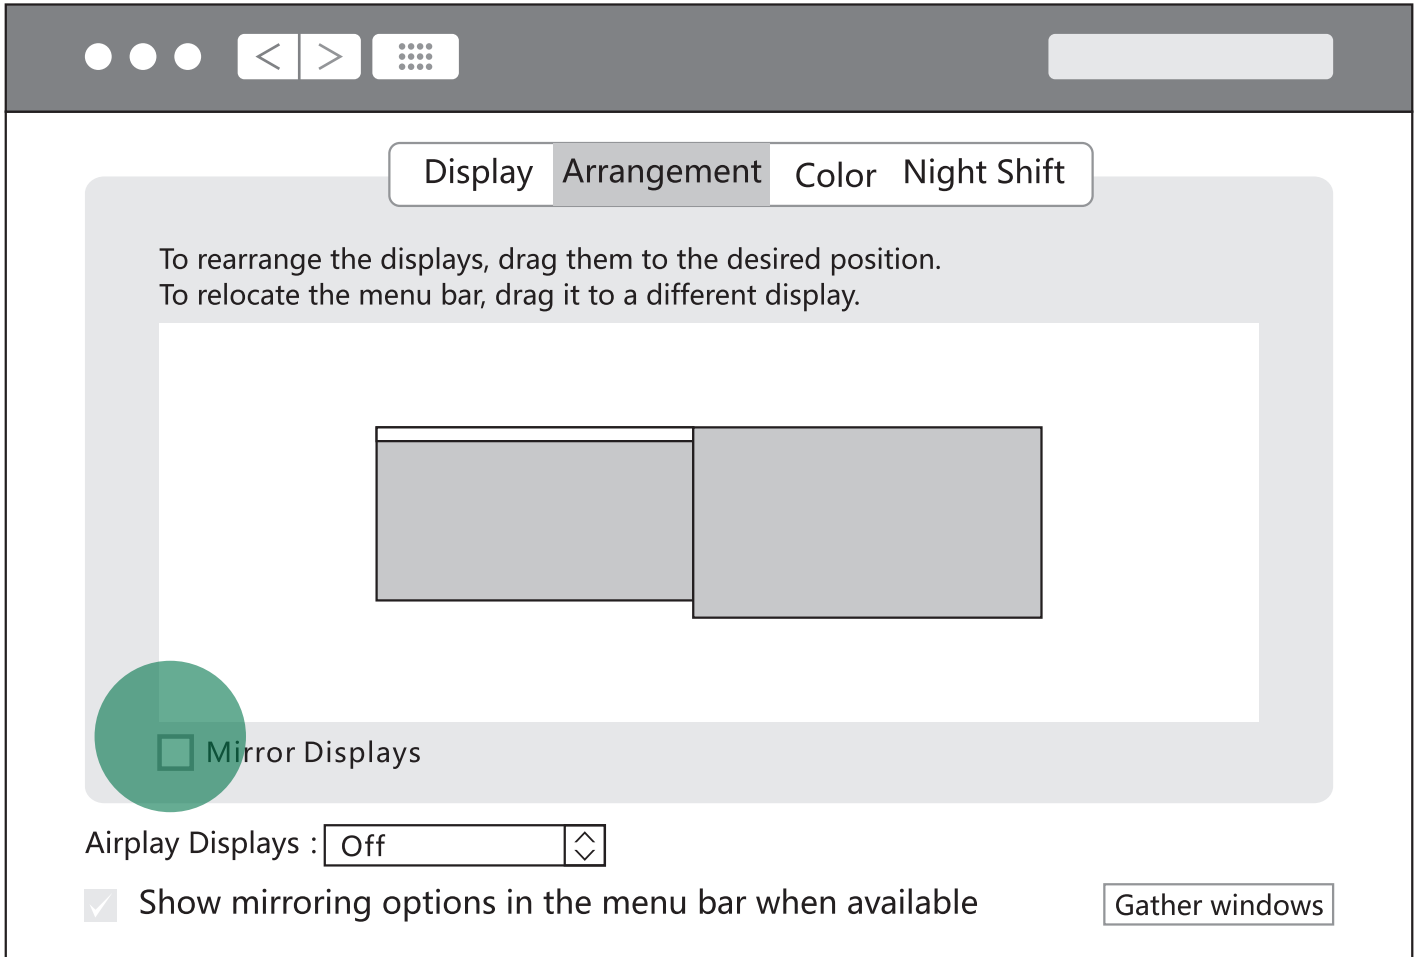 Display Arrangement Color Night Shift
To rearrange the displays, drag them to the desired position.
To relocate the menu bar, drag it to a different display.
Mirror Displays
Airplay Displays : Off
Show mirroring options in the menu bar when available
Gather windows